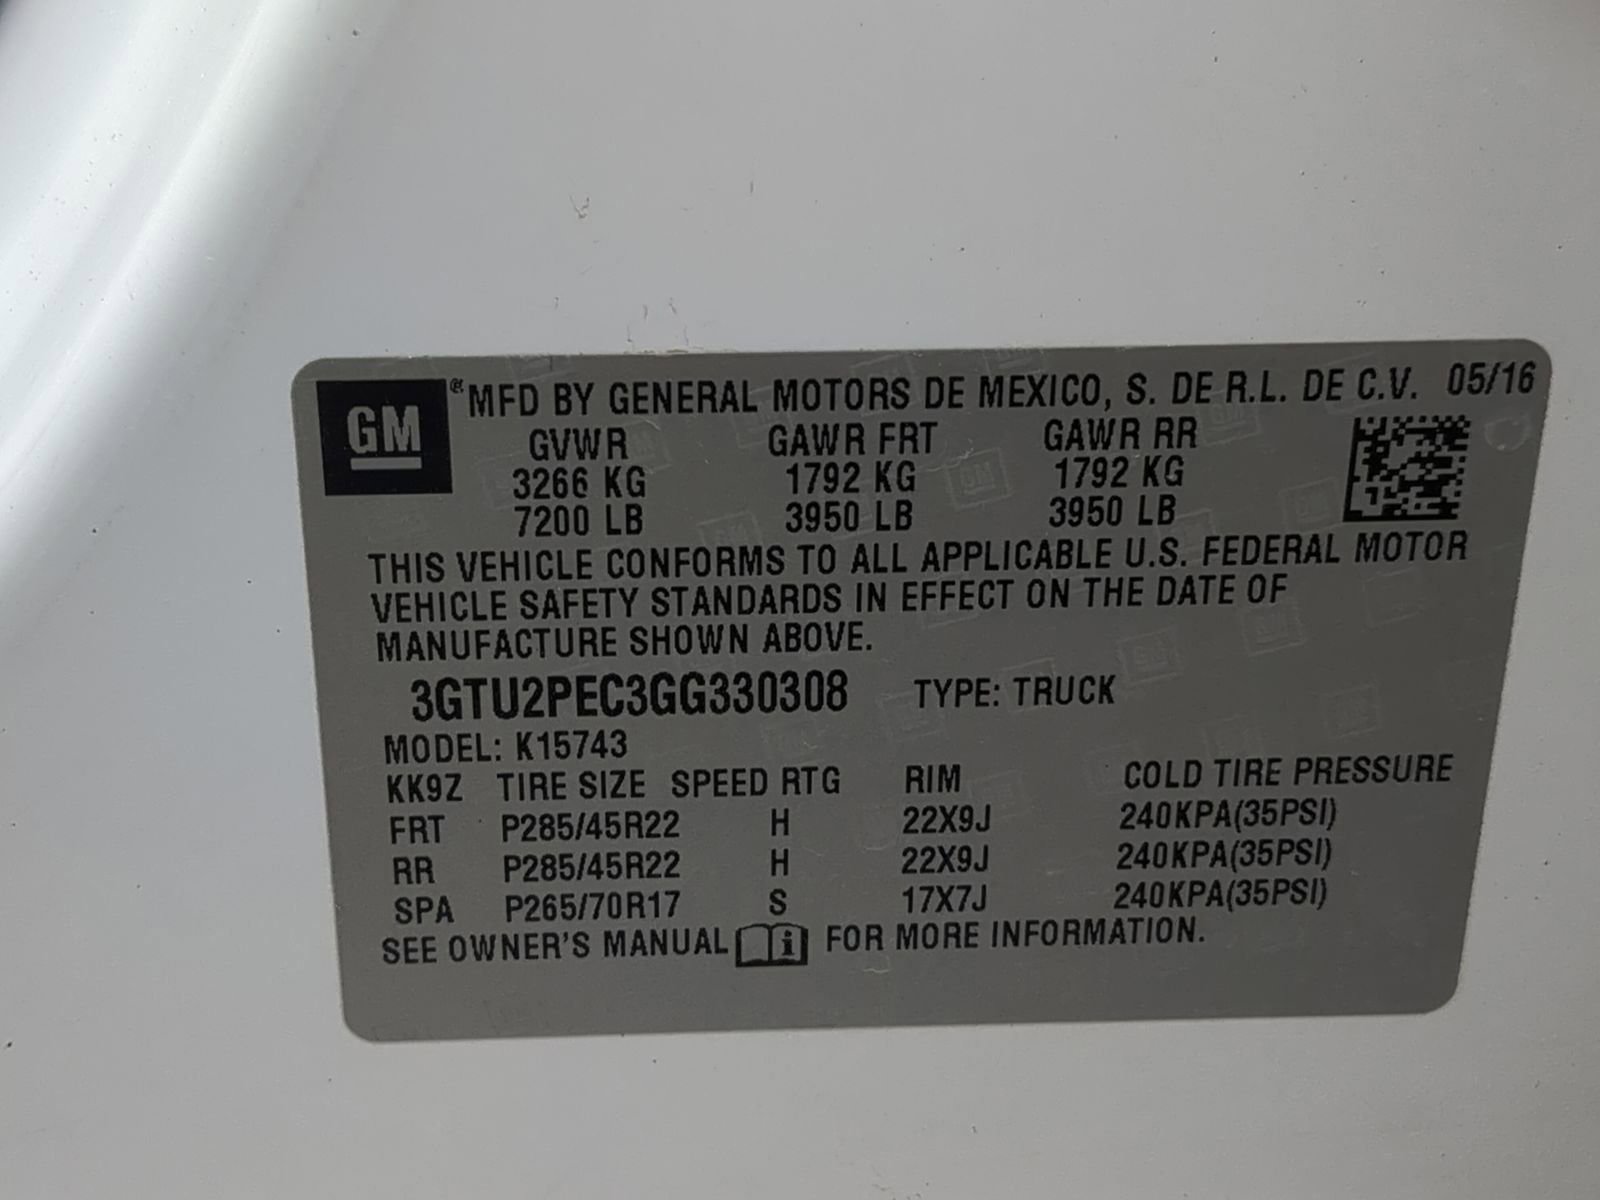 GM ® MFD BY GENERAL MOTORS DE MEXICO, S. DE R.L. DE C.V. 05/16
GVWR GAWR FRT GAWR RR
3266 KG 1792 KG 1792 KG
7200 LB 3950 LB 3950 LB
THIS VEHICLE CONFORMS TO ALL APPLICABLE U.S. FEDERAL MOTOR
VEHICLE SAFETY STANDARDS IN EFFECT ON THE DATE OF
MANUFACTURE SHOWN ABOVE.
3GTU2PEC3GG330308 TYPE: TRUCK
MODEL: K15743
KK9Z TIRE SIZE SPEED RTG RIM COLD TIRE PRESSURE
FRT P285/45R22 H 22X9J 240KPA(35PSI)
RR P285/45R22 H 22X9J 240KPA(35PSI)
SPA P265/70R17 S 17X7J 240KPA(35PSI)
SEE OWNER'S MANUAL i FOR MORE INFORMATION.